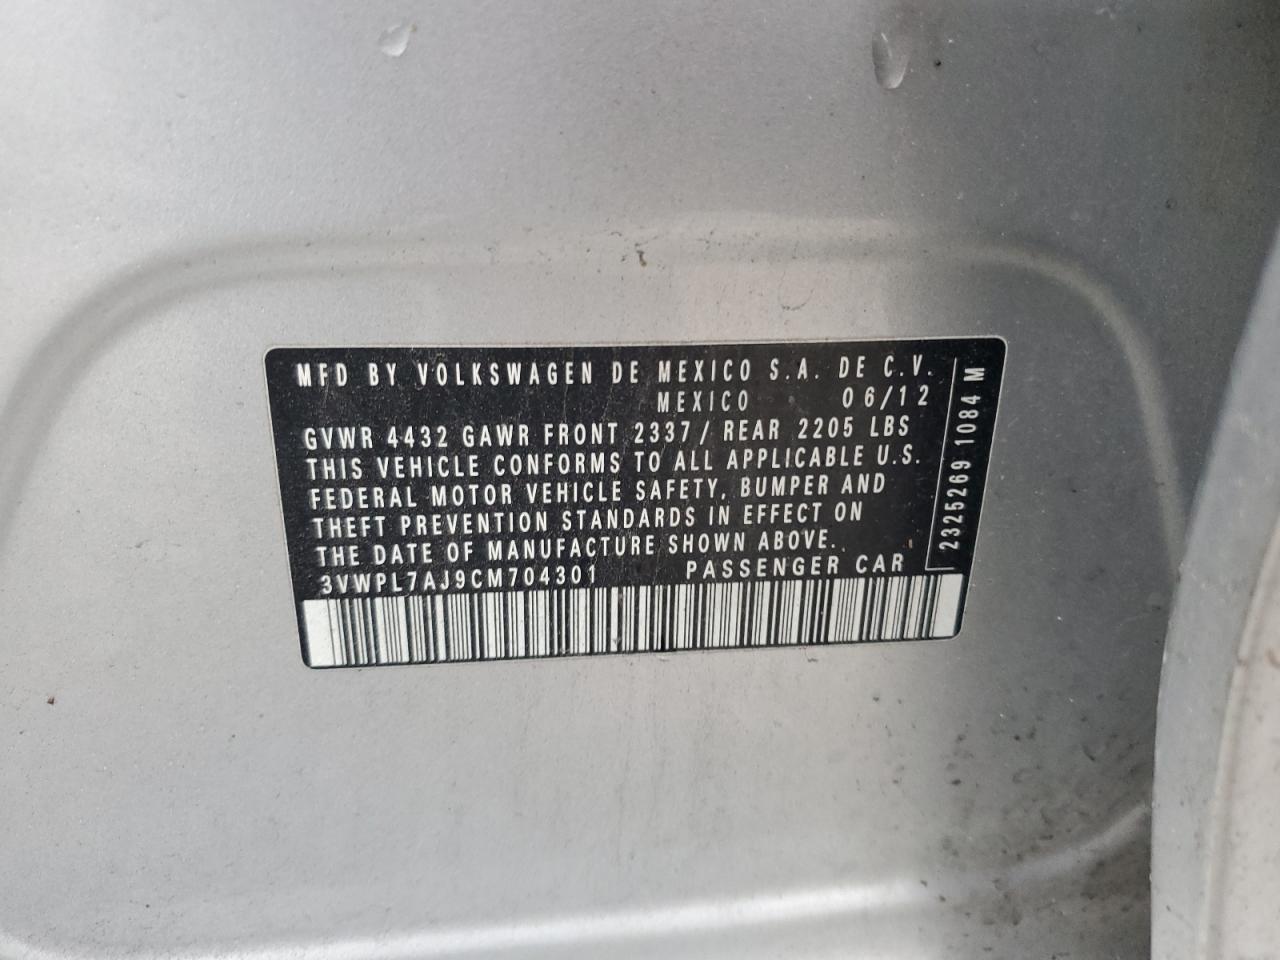 MFD BY VOLKSWAGEN DE MEXICO S.A. DE C.V.
MEXICO 06/12
GVWR 4432 GAWR FRONT 2337/ REAR 2205 LBS
THIS VEHICLE CONFORMS TO ALL APPLICABLE U.S.
FEDERAL MOTOR VEHICLE SAFETY, BUMPER AND
THEFT PREVENTION STANDARDS IN EFFECT ON
THE DATE OF MANUFACTURE SHOWN ABOVE.
3VWPL7AJ9CM704301 PASSENGER CAR
2325269 1084 M